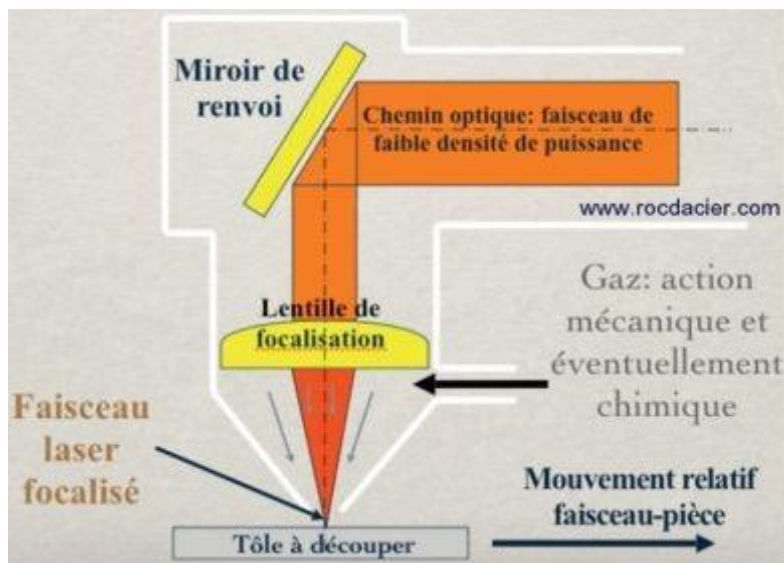 Miroir de
renvoi
Chemin optique: faisceau de
faible densité de puissance
www.rocdacier.com
Lentille de
focalisation
Gaz: action
mécanique et
éventuellement
chimique
Faisceau
laser
focalisé
Mouvement relatif
faisceau-pièce
Tôle à découper